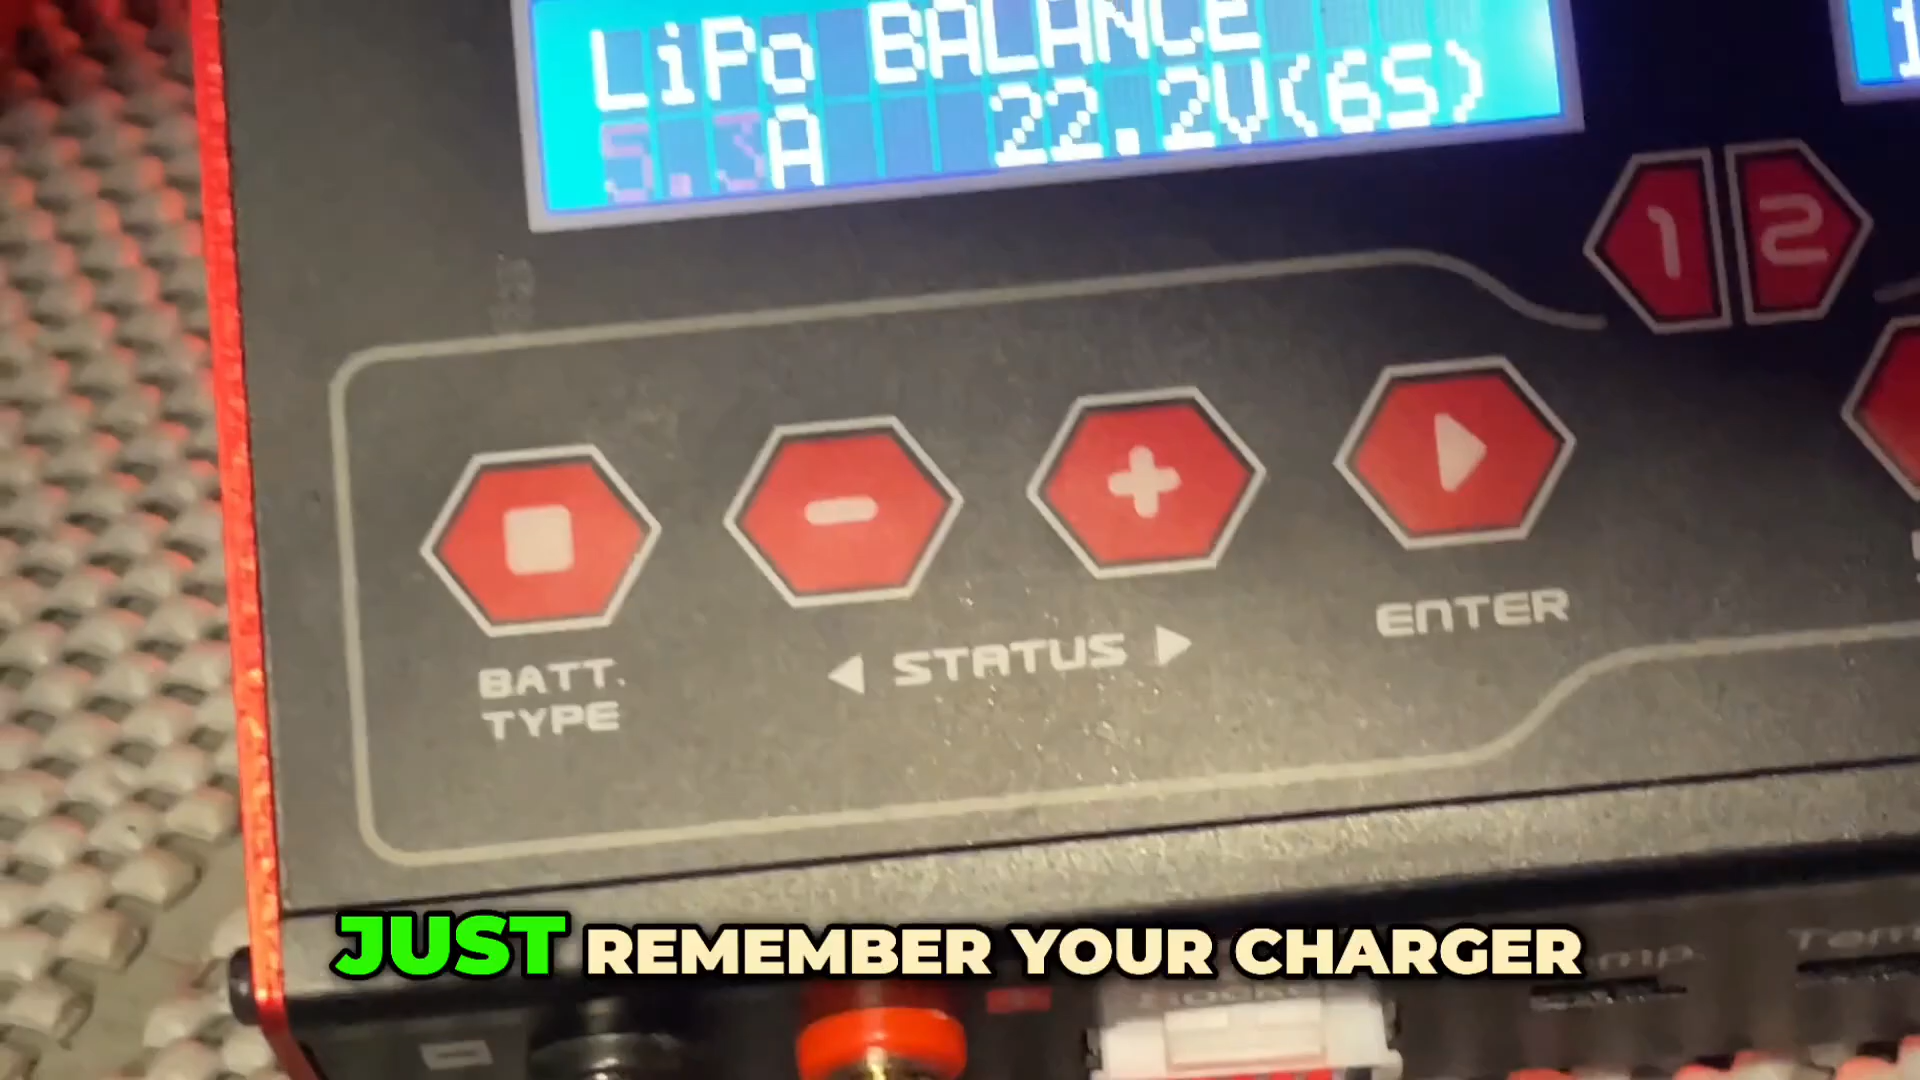 LiPo BALANCE
5.3A 22.2V(6S)
1 2
BATT.
TYPE
◀ STATUS ▶
ENTER
JUST REMEMBER YOUR CHARGER